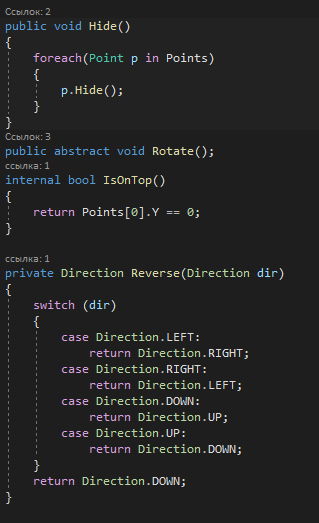 Ссылок: 2
public void Hide()
{
    foreach(Point p in Points)
    {
        p.Hide();
    }
}
Ссылок: 3
public abstract void Rotate();
ссылка: 1
internal bool IsOnTop()
{
    return Points[0].Y == 0;
}
ссылка: 1
private Direction Reverse(Direction dir)
{
    switch (dir)
    {
        case Direction.LEFT:
            return Direction.RIGHT;
        case Direction.RIGHT:
            return Direction.LEFT;
        case Direction.DOWN:
            return Direction.UP;
        case Direction.UP:
            return Direction.DOWN;
    }
    return Direction.DOWN;
}